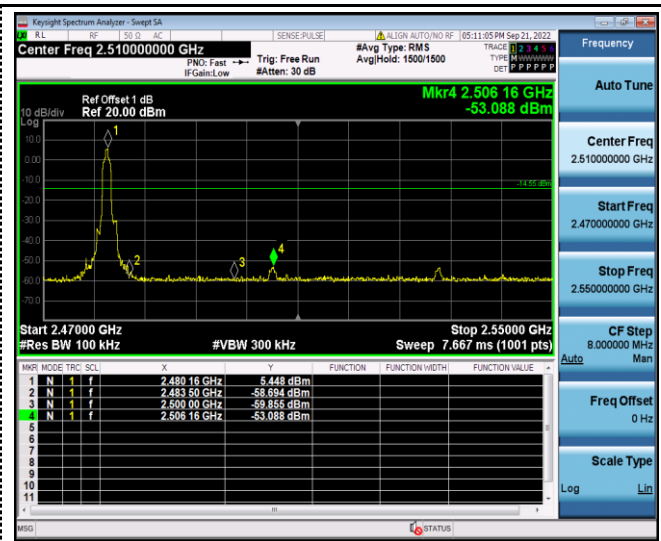 Keysight Spectrum Analyzer - Swept SA
RL RF 50 Ω AC SENSE:PULSE ALIGN AUTO/NO RF 05:11:05 PM Sep 21, 2022
Center Freq 2.510000000 GHz
PNO: Fast
IFGain:Low
Trig: Free Run
#Atten: 30 dB
#Avg Type: RMS
Avg|Hold: 1500/1500
TRACE 1 2 3 4 5 6
TYPE M WWWWW
DET P P P P P P
Ref Offset 1 dB
10 dB/div Ref 20.00 dBm
Log
Mkr4 2.506 16 GHz
-53.088 dBm
10.0
0.00
-10.0
-20.0
-30.0
-40.0
-50.0
-60.0
-70.0
-14.55 dBm
1
2
3
4
Start 2.47000 GHz Stop 2.55000 GHz
#Res BW 100 kHz #VBW 300 kHz Sweep 7.667 ms (1001 pts)
MKR MODE TRC SCL X Y FUNCTION FUNCTION WIDTH FUNCTION VALUE
1 N 1 f 2.480 16 GHz 5.448 dBm
2 N 1 f 2.483 50 GHz -58.694 dBm
3 N 1 f 2.500 00 GHz -59.855 dBm
4 N 1 f 2.506 16 GHz -53.088 dBm
5
6
7
8
9
10
11
MSG STATUS
Frequency
Auto Tune
Center Freq
2.510000000 GHz
Start Freq
2.470000000 GHz
Stop Freq
2.550000000 GHz
CF Step
8.000000 MHz
Auto Man
Freq Offset
0 Hz
Scale Type
Log Lin